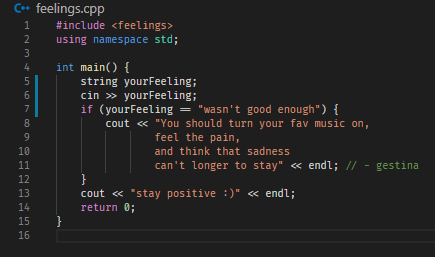 C++ feelings.cpp
1 #include <feelings>
2 using namespace std;
3
4 int main() {
5 string yourFeeling;
6 cin >> yourFeeling;
7 if (yourFeeling == "wasn't good enough") {
8 cout << "You should turn your fav music on,
9 feel the pain,
10 and think that sadness
11 can't longer to stay" << endl; // - gestina
12 }
13 cout << "stay positive :)" << endl;
14 return 0;
15 }
16